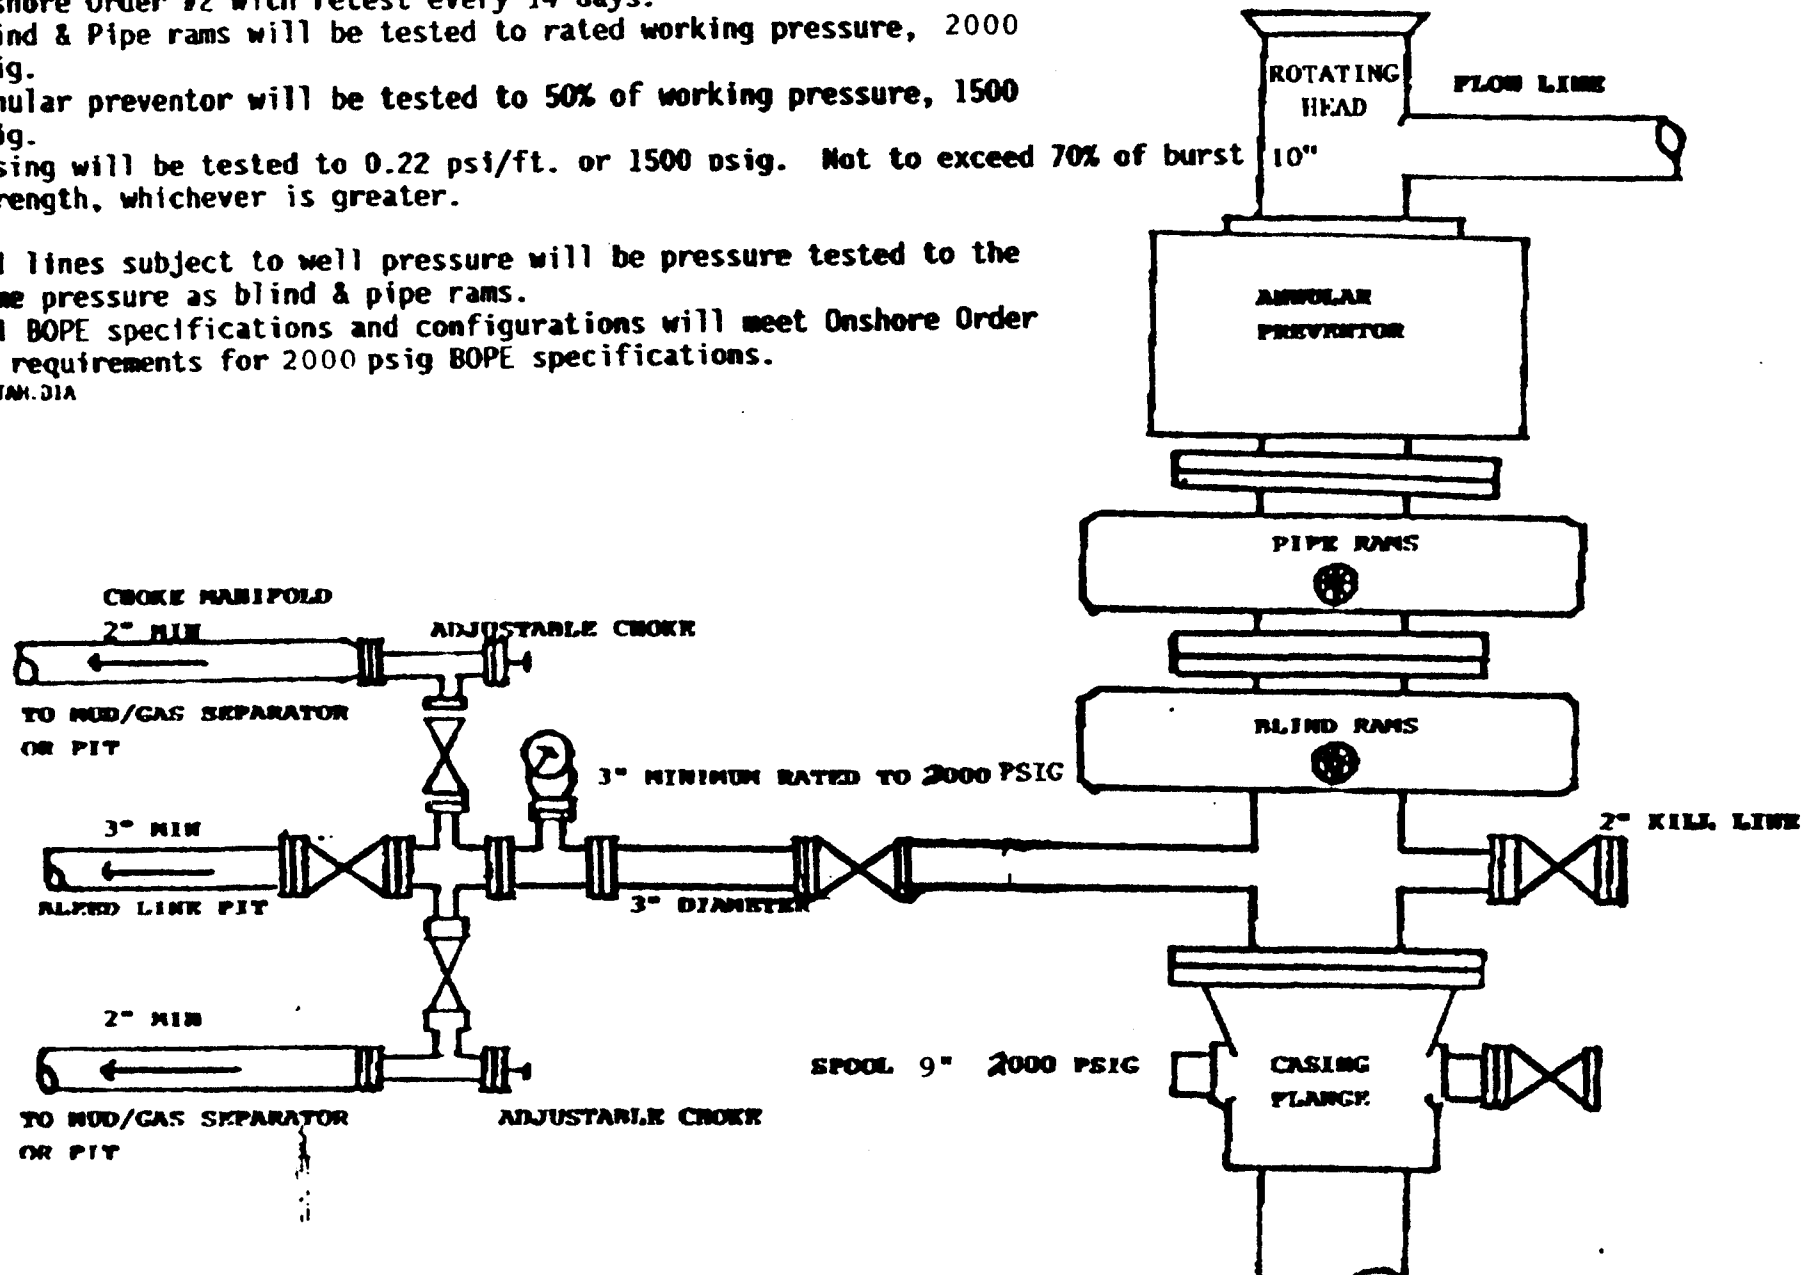 shore Order #2 with retest every 14 days.
ind & Pipe rams will be tested to rated working pressure, 2000
ig.
nular preventor will be tested to 50% of working pressure, 1500
ig.
sing will be tested to 0.22 psi/ft. or 1500 psig. Not to exceed 70% of burst
rength, whichever is greater.
l lines subject to well pressure will be pressure tested to the
me pressure as blind & pipe rams.
l BOPE specifications and configurations will meet Onshore Order
requirements for 2000 psig BOPE specifications.
ROTATING
HEAD
FLOW LINE
10"
ANNULAR
PREVENTOR
PIPE RAMS
CHOKE MANIFOLD
2" MIN
ADJUSTABLE CHOKE
TO MUD/GAS SEPARATOR
OR PIT
BLIND RAMS
3" MINIMUM RATED TO 2000 PSIG
3" MIN
2" KILL LINE
BLEED LINE PIT
3" DIAMETER
2" MIN
SPOOL 9" 2000 PSIG
CASING
FLANGE
TO MUD/GAS SEPARATOR
OR PIT
ADJUSTABLE CHOKE